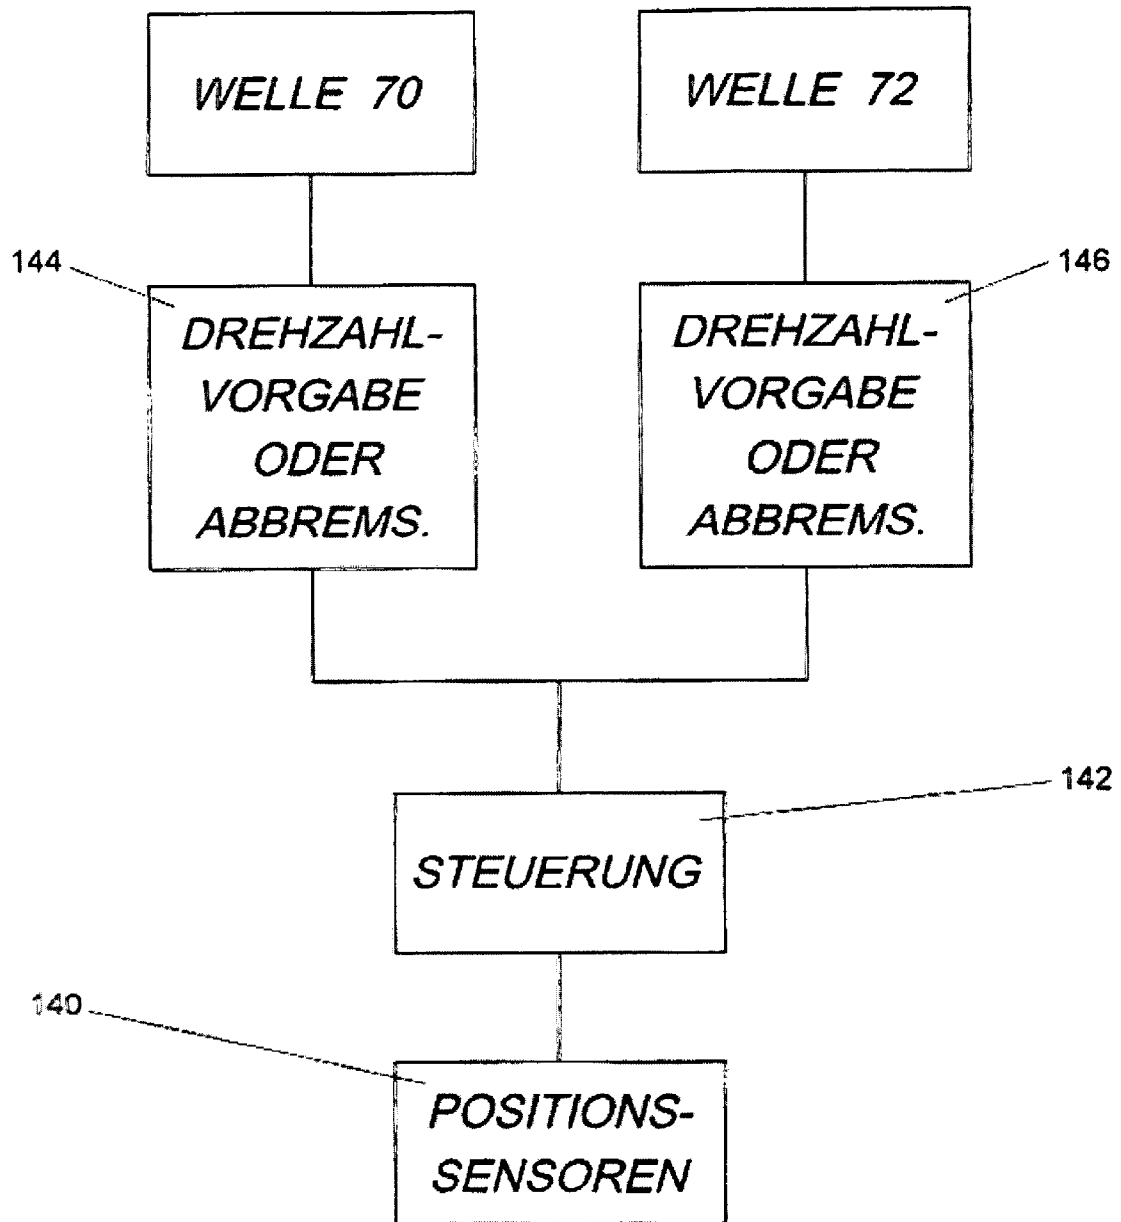 WELLE 70
WELLE 72
144
146
DREHZAHL-
VORGABE
ODER
ABBREMS.
DREHZAHL-
VORGABE
ODER
ABBREMS.
142
STEUERUNG
140
POSITIONS-
SENSOREN